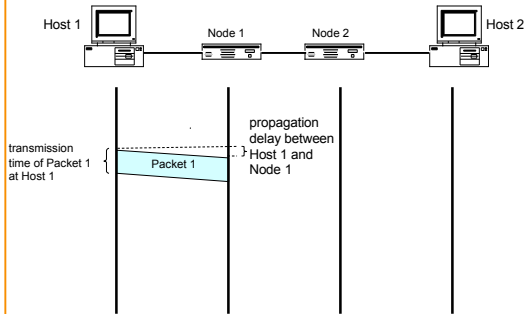 Host 1
Node 1
Node 2
Host 2
transmission
time of Packet 1
at Host 1
Packet 1
propagation
delay between
Host 1 and
Node 1